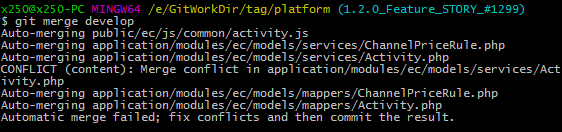 x250@x250-PC MINGW64 /e/GitWorkDir/tag/platform (1.2.0_Feature_STORY_#1299)
$ git merge develop
Auto-merging public/ec/js/common/activity.js
Auto-merging application/modules/ec/models/services/ChannelPriceRule.php
Auto-merging application/modules/ec/models/services/Activity.php
CONFLICT (content): Merge conflict in application/modules/ec/models/services/Act
ivity.php
Auto-merging application/modules/ec/models/mappers/ChannelPriceRule.php
Auto-merging application/modules/ec/models/mappers/Activity.php
Automatic merge failed; fix conflicts and then commit the result.